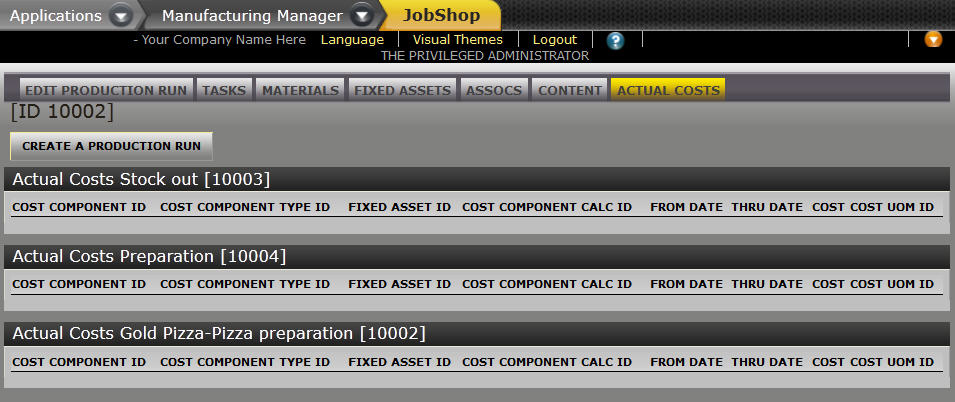 Applications Manufacturing Manager JobShop
- Your Company Name Here Language Visual Themes Logout ?
THE PRIVILEGED ADMINISTRATOR
EDIT PRODUCTION RUN TASKS MATERIALS FIXED ASSETS ASSOCS CONTENT ACTUAL COSTS
[ID 10002]
CREATE A PRODUCTION RUN
Actual Costs Stock out [10003]
COST COMPONENT ID COST COMPONENT TYPE ID FIXED ASSET ID COST COMPONENT CALC ID FROM DATE THRU DATE COST COST UOM ID
Actual Costs Preparation [10004]
COST COMPONENT ID COST COMPONENT TYPE ID FIXED ASSET ID COST COMPONENT CALC ID FROM DATE THRU DATE COST COST UOM ID
Actual Costs Gold Pizza-Pizza preparation [10002]
COST COMPONENT ID COST COMPONENT TYPE ID FIXED ASSET ID COST COMPONENT CALC ID FROM DATE THRU DATE COST COST UOM ID